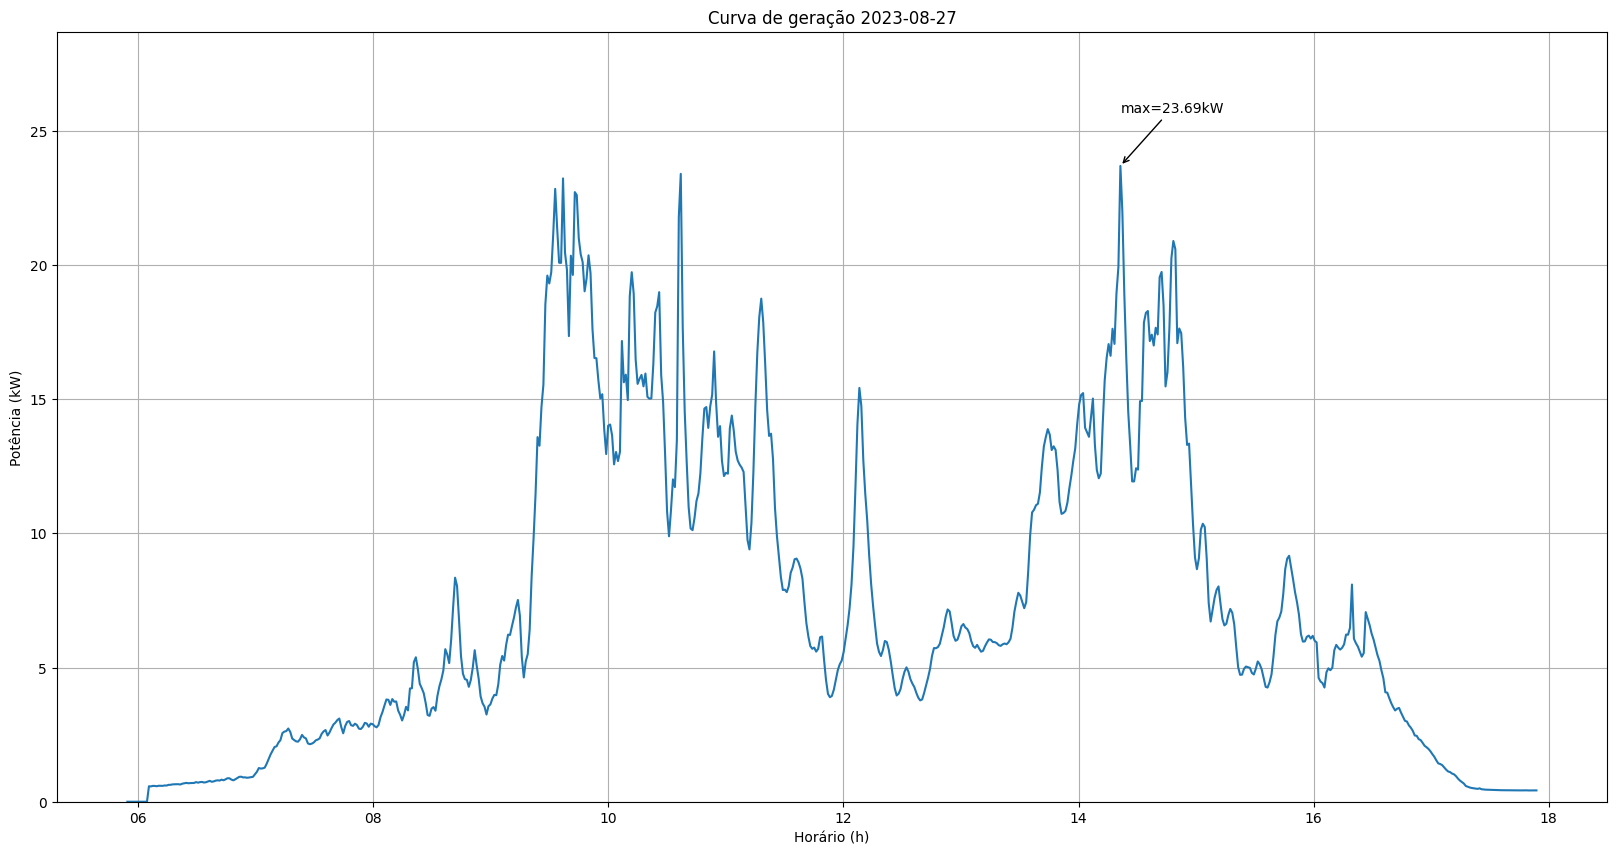 Curva de geração 2023-08-27
max=23.69kW
25
20
15
10
5
0
Potência (kW)
06 08 10 12 14 16 18
Horário (h)